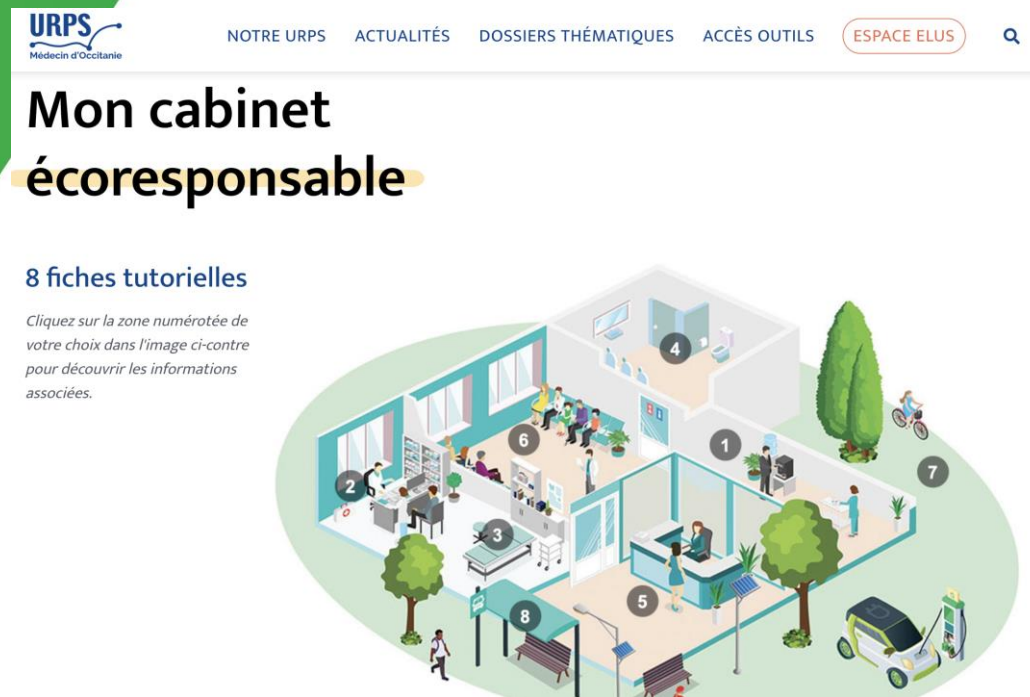 URPS
Médecin d'Occitanie
NOTRE URPS ACTUALITÉS DOSSIERS THÉMATIQUES ACCÈS OUTILS ESPACE ELUS
Mon cabinet
écoresponsable
8 fiches tutorielles
Cliquez sur la zone numérotée de
votre choix dans l'image ci-contre
pour découvrir les informations
associées.
4
6
1
7
2
3
5
8